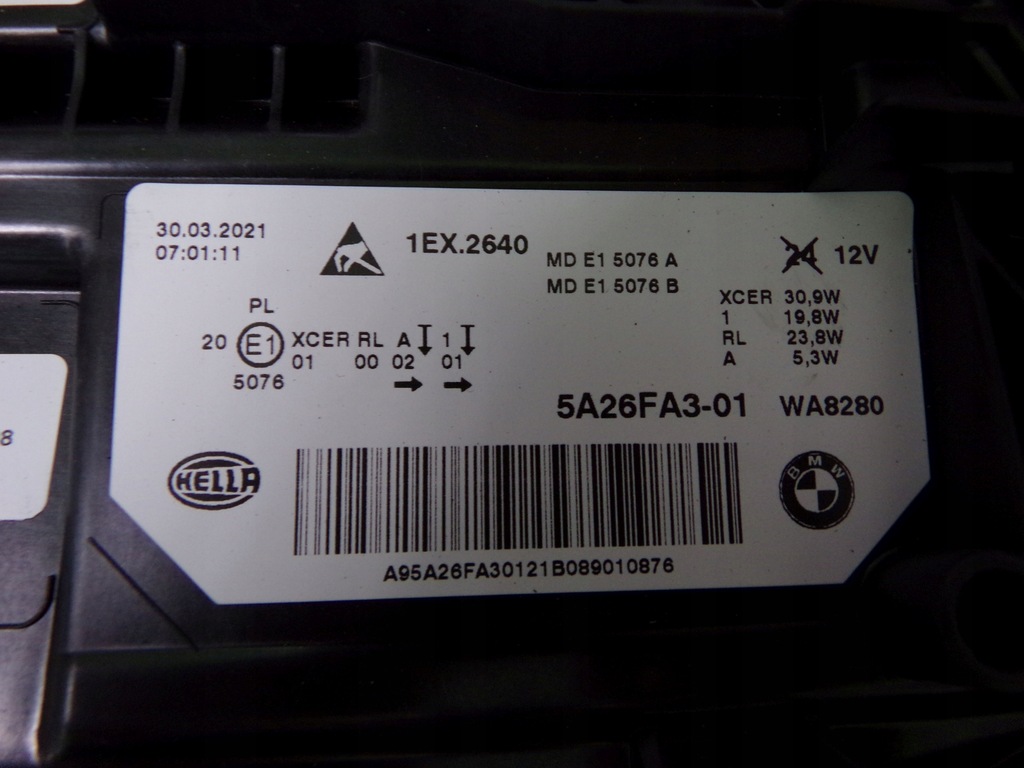 30.03.2021
07:01:11
1EX.2640
MD E1 5076 A
MD E1 5076 B
24 12V
XCER 30,9W
1 19,8W
RL 23,8W
A 5,3W
PL
20 E1 XCER RL A 1
01 00 02 01
5076
5A26FA3-01 WA8280
HELLA
BMW
A95A26FA30121B089010876
8